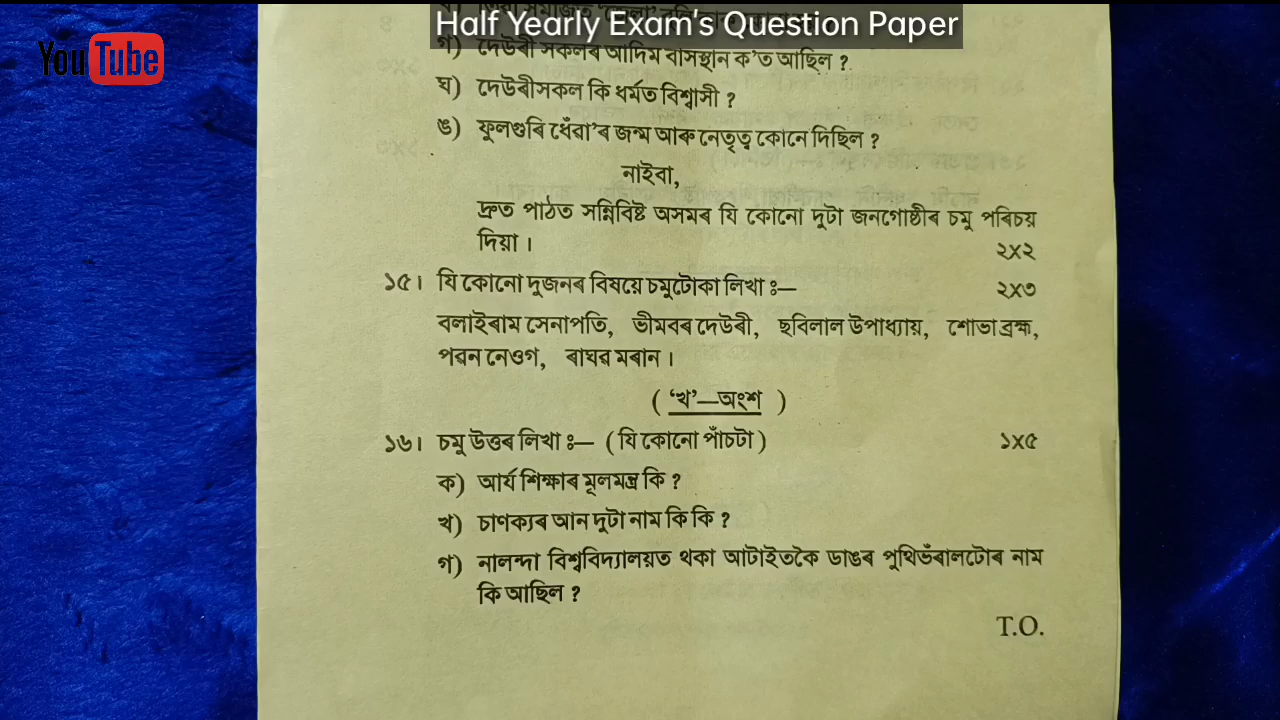 Half Yearly Exam's Question Paper
YouTube
গ) দেউৰী সকলৰ আদিম বাসস্থান ক'ত আছিল ?
ঘ) দেউৰীসকল কি ধৰ্মত বিশ্বাসী ?
ঙ) ফুলগুৰি ধেঁৱা'ৰ জন্ম আৰু নেতৃত্ব কোনে দিছিল ?
নাইবা,
দ্ৰুত পাঠত সন্নিবিষ্ট অসমৰ যি কোনো দুটা জনগোষ্ঠীৰ চমু পৰিচয়
দিয়া ।
২x২
১৫। যি কোনো দুজনৰ বিষয়ে চমুটোকা লিখা ঃ— ২x৩
বলাইৰাম সেনাপতি, ভীমবৰ দেউৰী, ছবিলাল উপাধ্যায়, শোভা ব্ৰহ্ম,
পৱন নেওগ, ৰাঘৱ মৰান ।
( ‘খ’—অংশ )
১৬। চমু উত্তৰ লিখা ঃ— ( যি কোনো পাঁচটা ) ১x৫
ক) আৰ্য শিক্ষাৰ মূলমন্ত্ৰ কি ?
খ) চাণক্যৰ আন দুটা নাম কি কি ?
গ) নালন্দা বিশ্ববিদ্যালয়ত থকা আটাইতকৈ ডাঙৰ পুথিভঁৰালটোৰ নাম
কি আছিল ?
T.O.